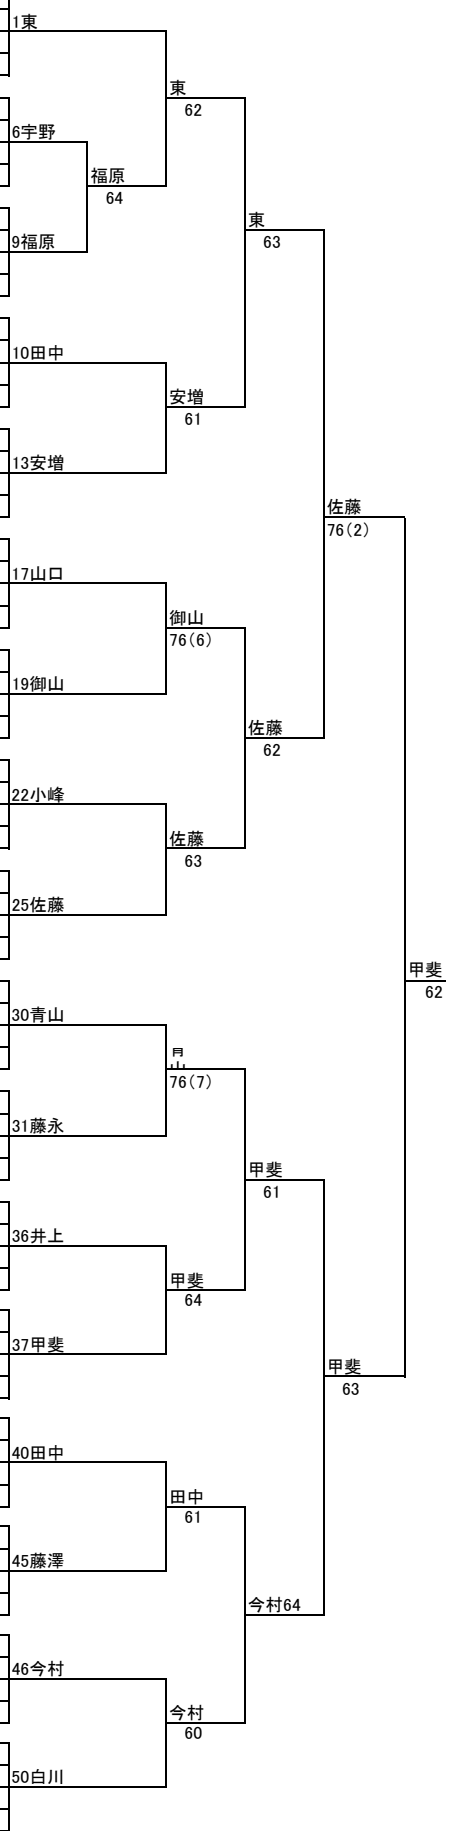 1東
東
62
6宇野
福原
64
9福原
東
63
10田中
安増
61
13安増
佐藤
76(2)
17山口
御山
76(6)
19御山
佐藤
62
22小峰
佐藤
63
25佐藤
甲斐
62
30青山
76(7)
31藤永
甲斐
61
36井上
甲斐
64
37甲斐
甲斐
63
40田中
田中
61
45藤澤
今村64
46今村
今村
60
50白川